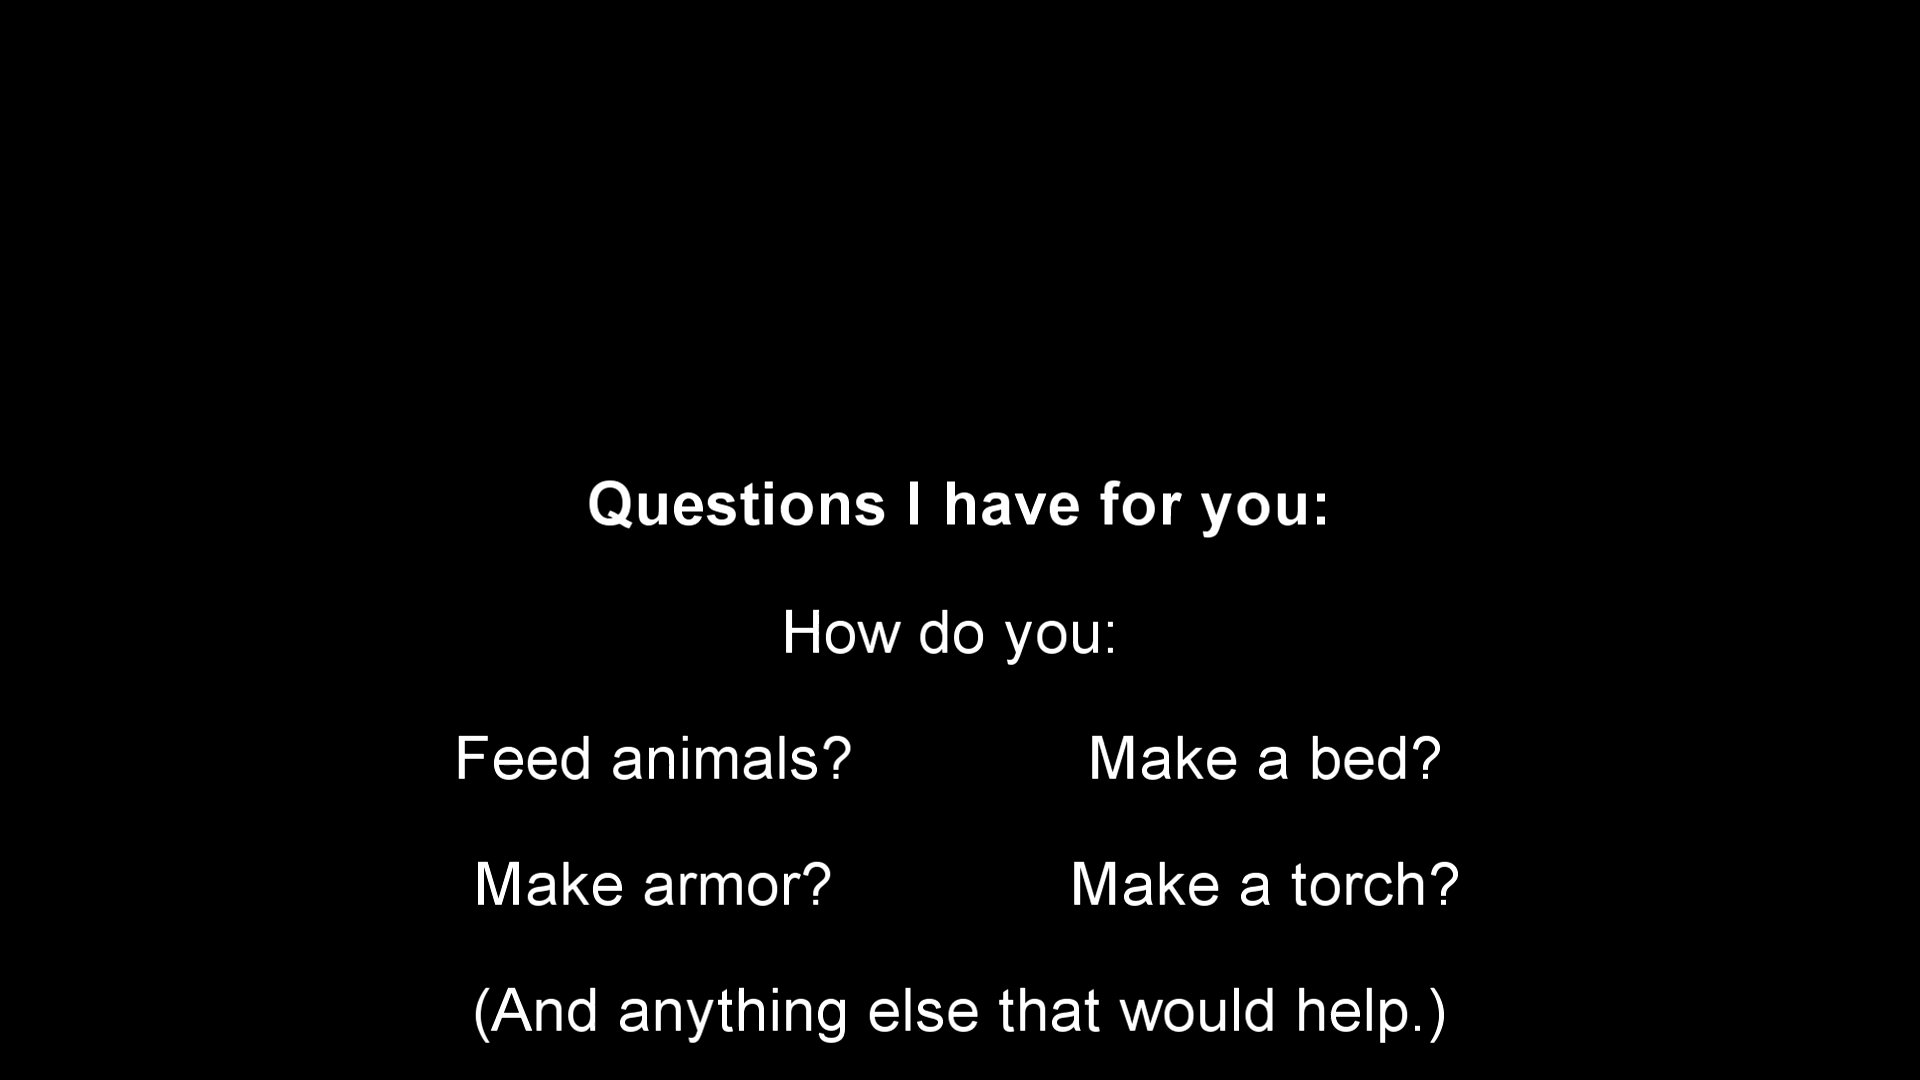 Questions I have for you:
How do you:
Feed animals? Make a bed?
Make armor? Make a torch?
(And anything else that would help.)